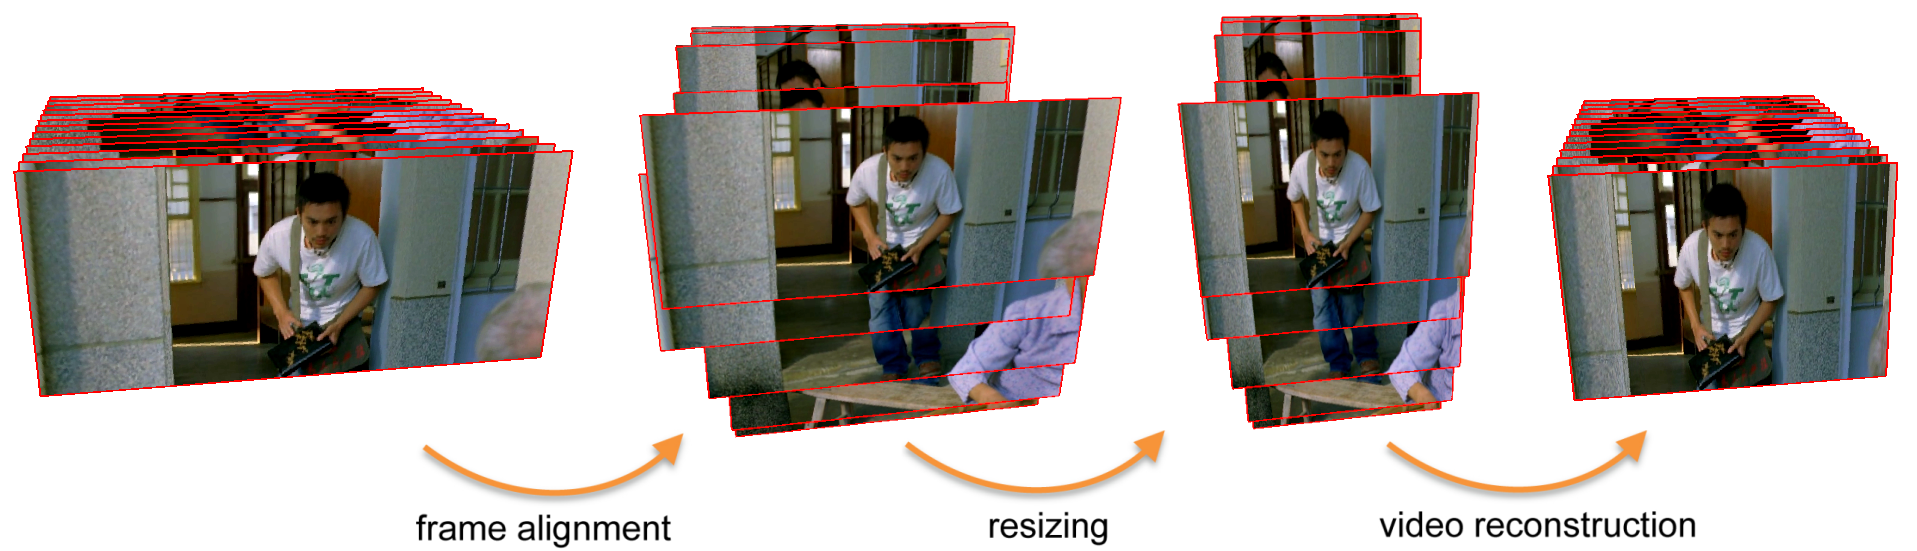 frame alignment
resizing
video reconstruction